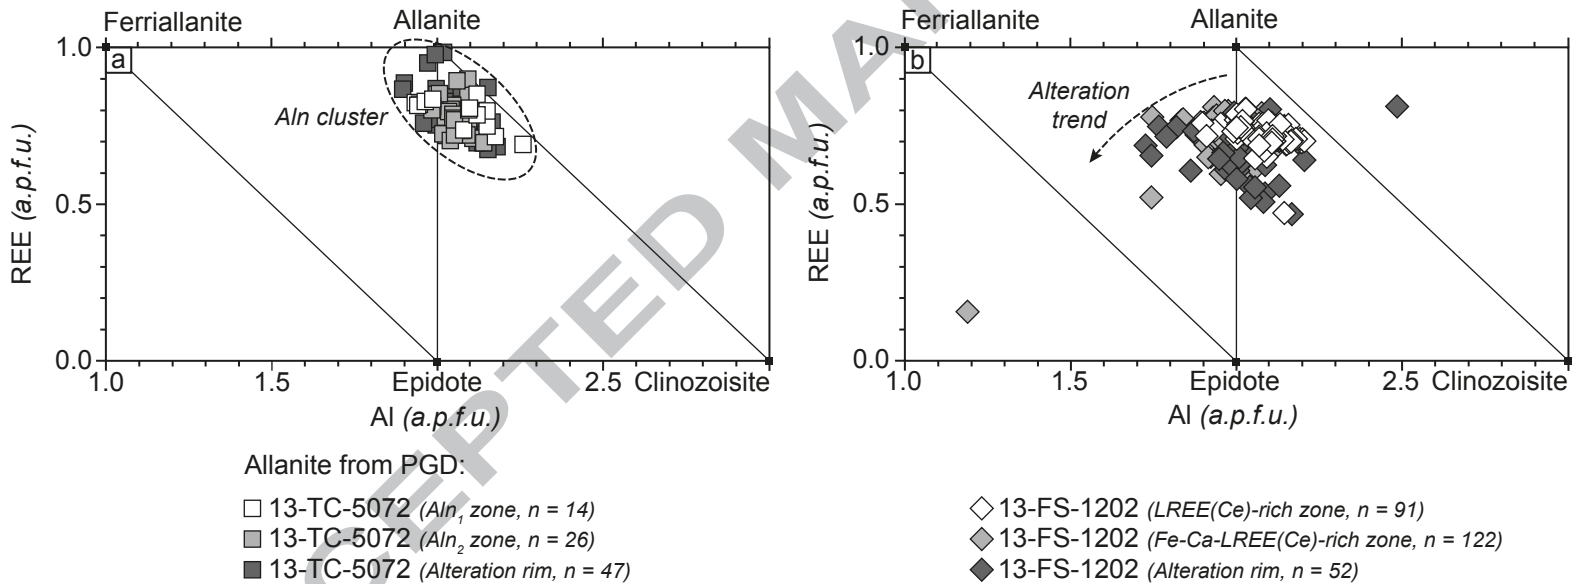 Ferriallanite Allanite
a
Aln cluster
1.0
0.5
0.0
REE (a.p.f.u.)
1.0 1.5 Epidote 2.5 Clinozoisite
Al (a.p.f.u.)
Allanite
b
Alteration
trend
1.0
0.5
0.0
REE (a.p.f.u.)
1.0 1.5 Epidote 2.5 Clinozoisite
Al (a.p.f.u.)
Allanite from PGD:
13-TC-5072 (Aln₁ zone, n = 14)
13-TC-5072 (Aln₂ zone, n = 26)
13-TC-5072 (Alteration rim, n = 47)
13-FS-1202 (LREE(Ce)-rich zone, n = 91)
13-FS-1202 (Fe-Ca-LREE(Ce)-rich zone, n = 122)
13-FS-1202 (Alteration rim, n = 52)
CEPTED MA